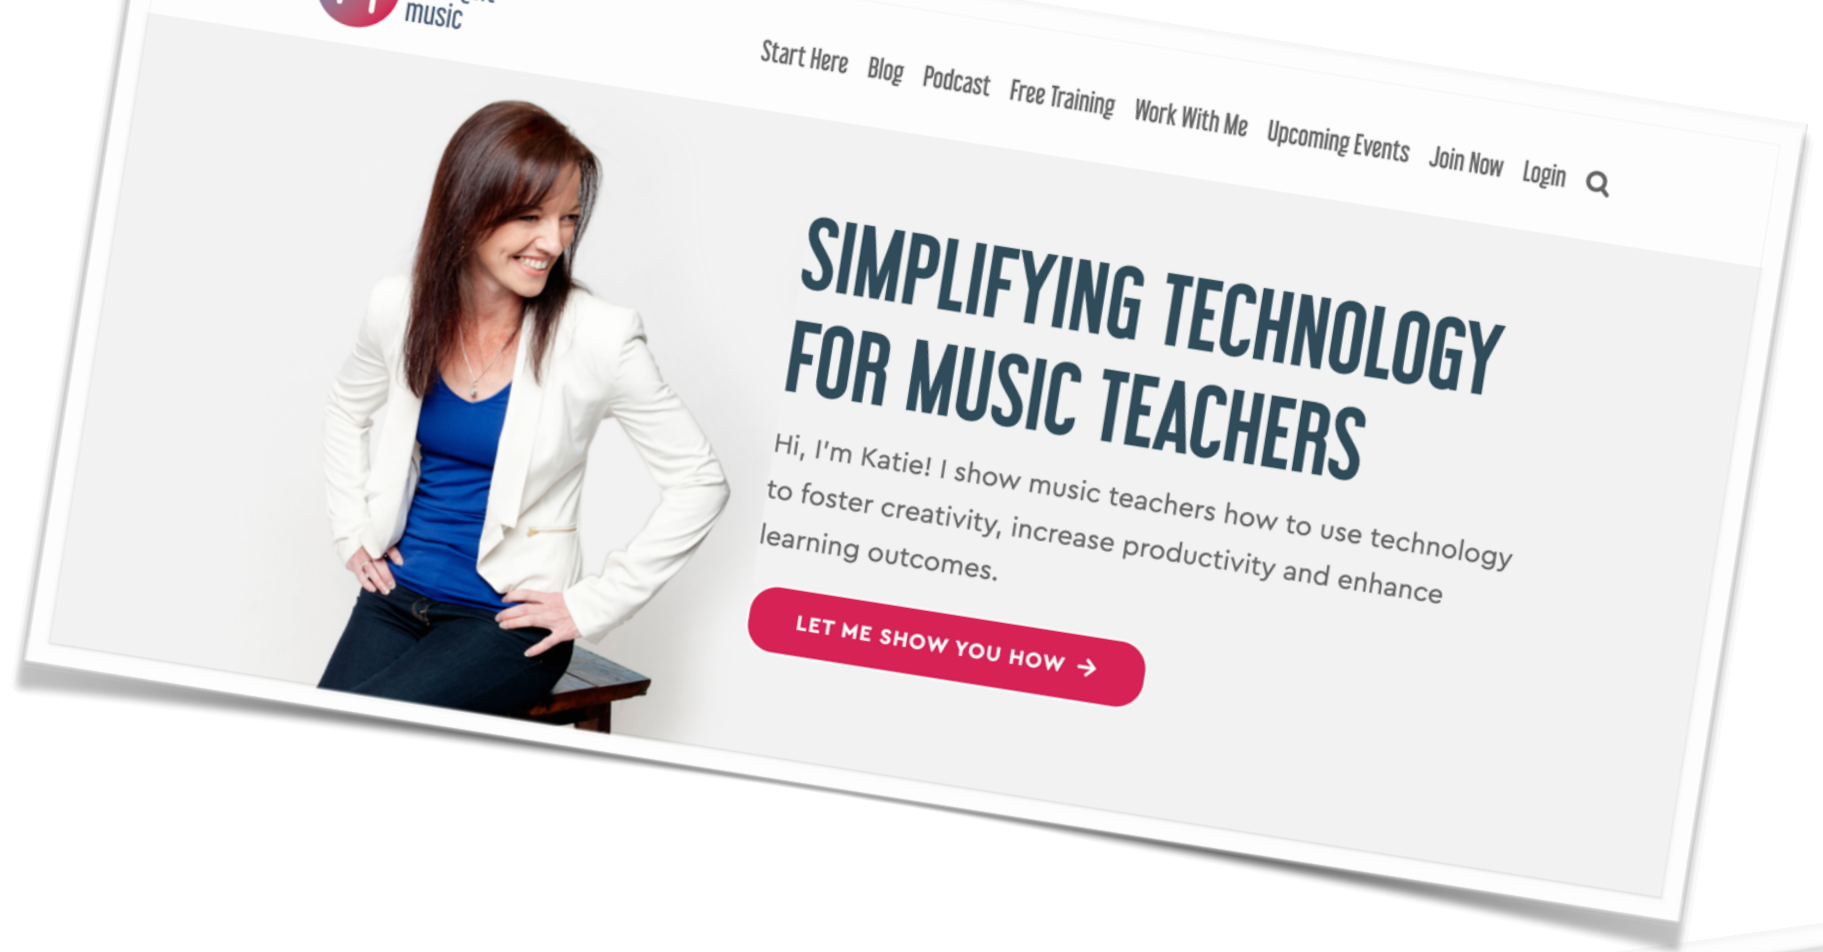 music
Start Here Blog Podcast Free Training Work With Me Upcoming Events Join Now Login
SIMPLIFYING TECHNOLOGY
FOR MUSIC TEACHERS
Hi, I'm Katie! I show music teachers how to use technology
to foster creativity, increase productivity and enhance
learning outcomes.
LET ME SHOW YOU HOW →